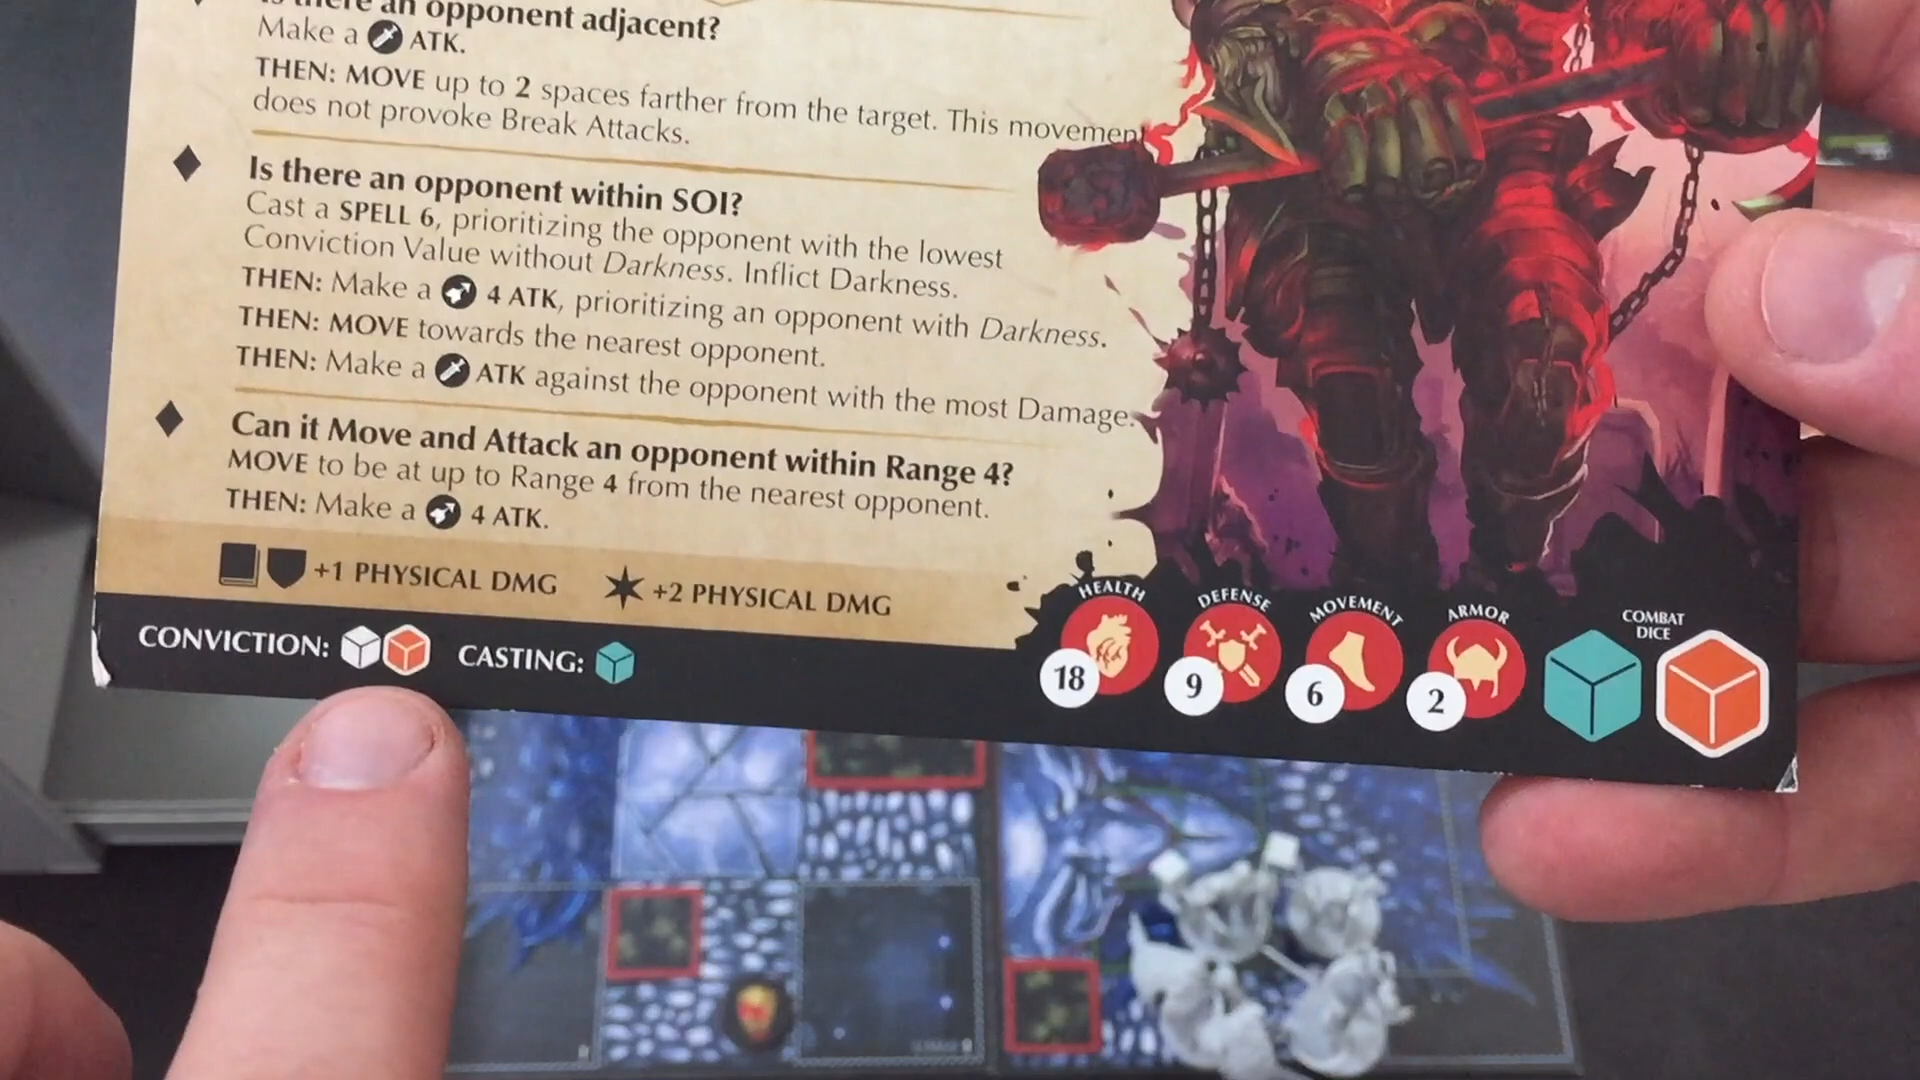 Is there an opponent adjacent?
Make a ATK.
THEN: MOVE up to 2 spaces farther from the target. This movement
does not provoke Break Attacks.
Is there an opponent within SOI?
Cast a SPELL 6, prioritizing the opponent with the lowest
Conviction Value without Darkness. Inflict Darkness.
THEN: Make a 4 ATK, prioritizing an opponent with Darkness.
THEN: MOVE towards the nearest opponent.
THEN: Make a ATK against the opponent with the most Damage.
Can it Move and Attack an opponent within Range 4?
MOVE to be at up to Range 4 from the nearest opponent.
THEN: Make a 4 ATK.
+1 PHYSICAL DMG +2 PHYSICAL DMG
CONVICTION: CASTING:
HEALTH
18
DEFENSE
9
MOVEMENT
6
ARMOR
2
COMBAT
DICE